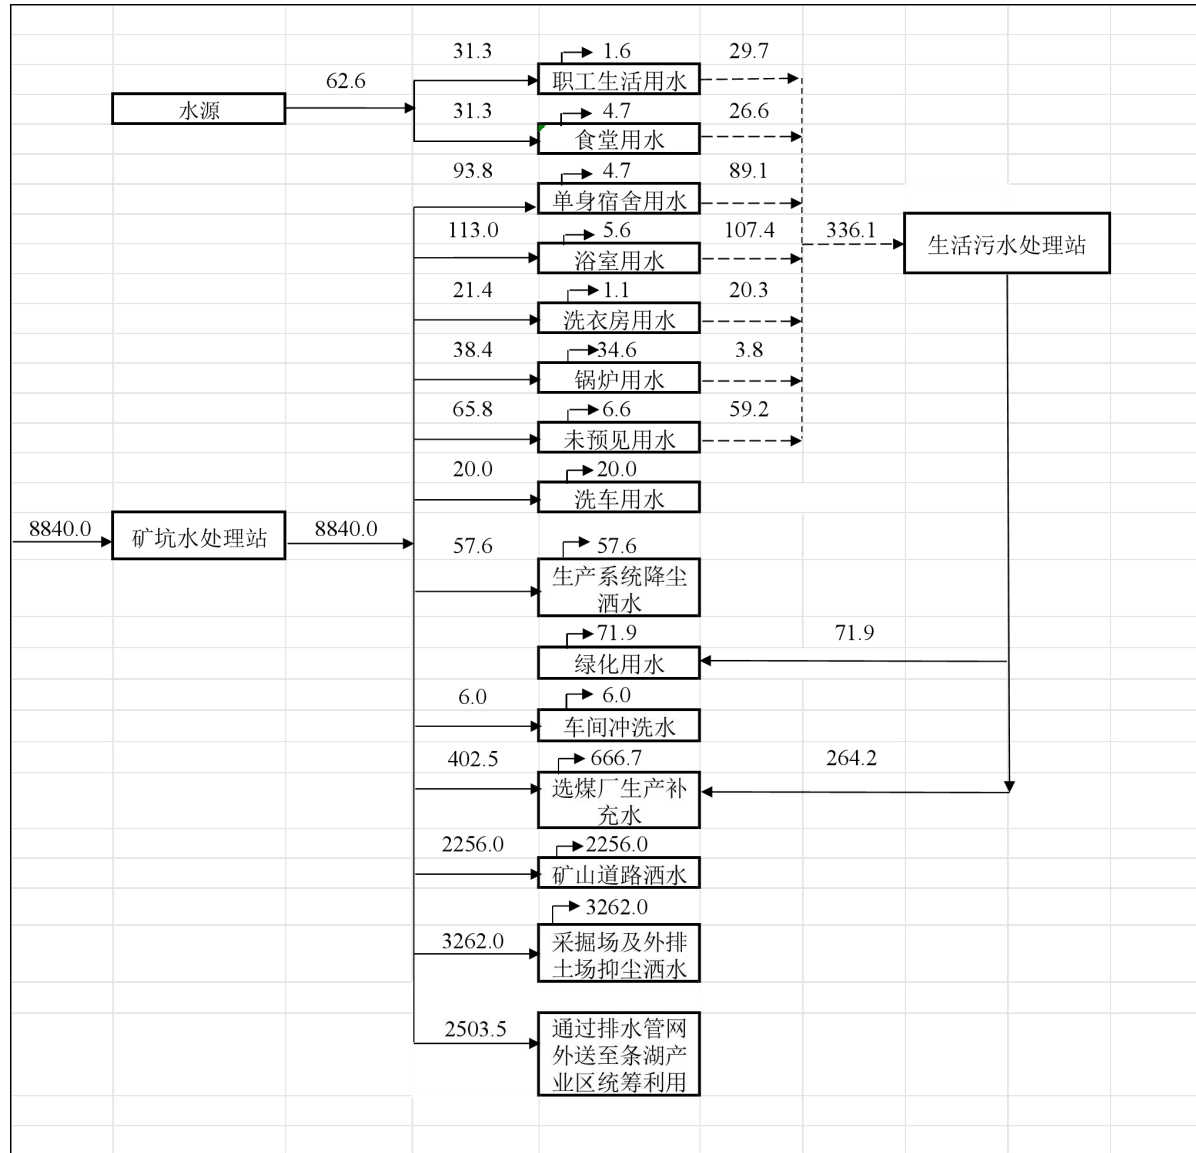 31.3 1.6 29.7
职工生活用水
62.6
水源
31.3 4.7 26.6
食堂用水
93.8 4.7 89.1
单身宿舍用水
113.0 5.6 107.4 336.1
浴室用水
生活污水处理站
21.4 1.1 20.3
洗衣房用水
38.4 34.6 3.8
锅炉用水
65.8 6.6 59.2
未预见用水
20.0 20.0
洗车用水
8840.0 矿坑水处理站 8840.0
57.6 57.6
生产系统降尘
洒水
71.9 71.9
绿化用水
6.0 6.0
车间冲洗水
402.5 666.7 264.2
选煤厂生产补
充水
2256.0 2256.0
矿山道路洒水
3262.0
3262.0 采掘场及外排
土场抑尘洒水
2503.5 通过排水管网
外送至条湖产
业区统筹利用